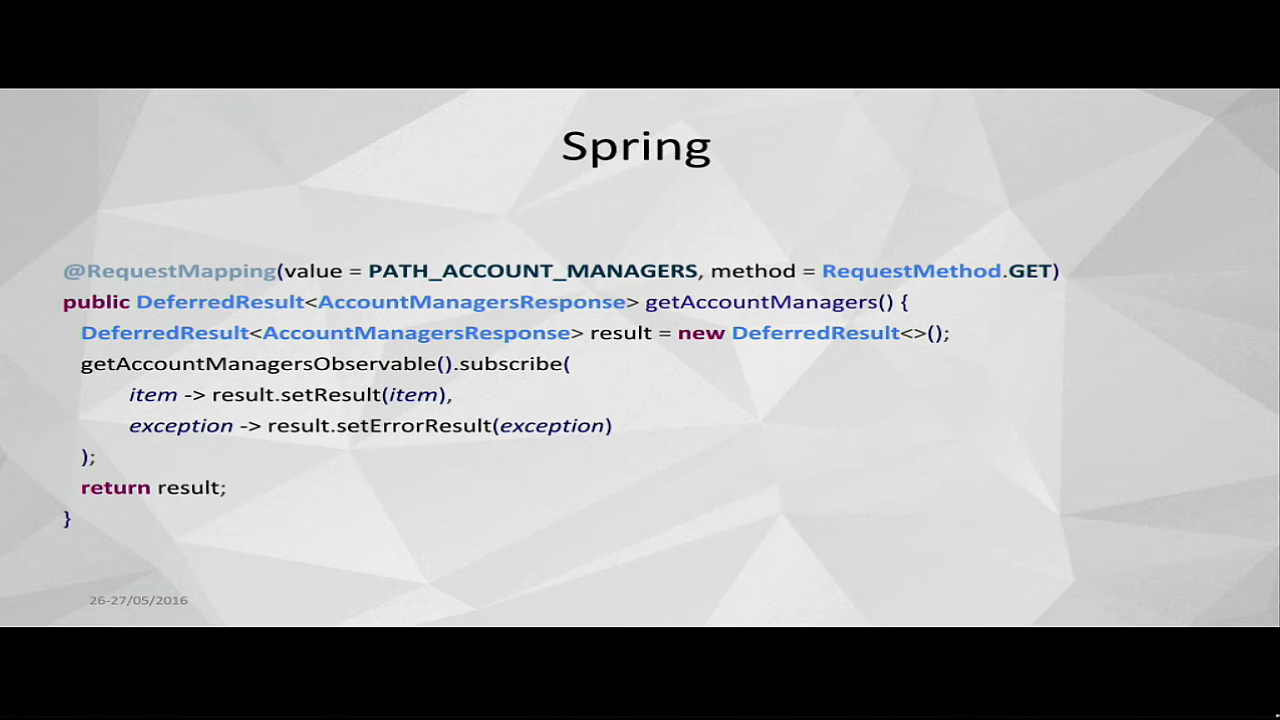 Spring
@RequestMapping(value = PATH_ACCOUNT_MANAGERS, method = RequestMethod.GET)
public DeferredResult<AccountManagersResponse> getAccountManagers() {
DeferredResult<AccountManagersResponse> result = new DeferredResult<>();
getAccountManagersObservable().subscribe(
item -> result.setResult(item),
exception -> result.setErrorResult(exception)
);
return result;
}
26-27/05/2016